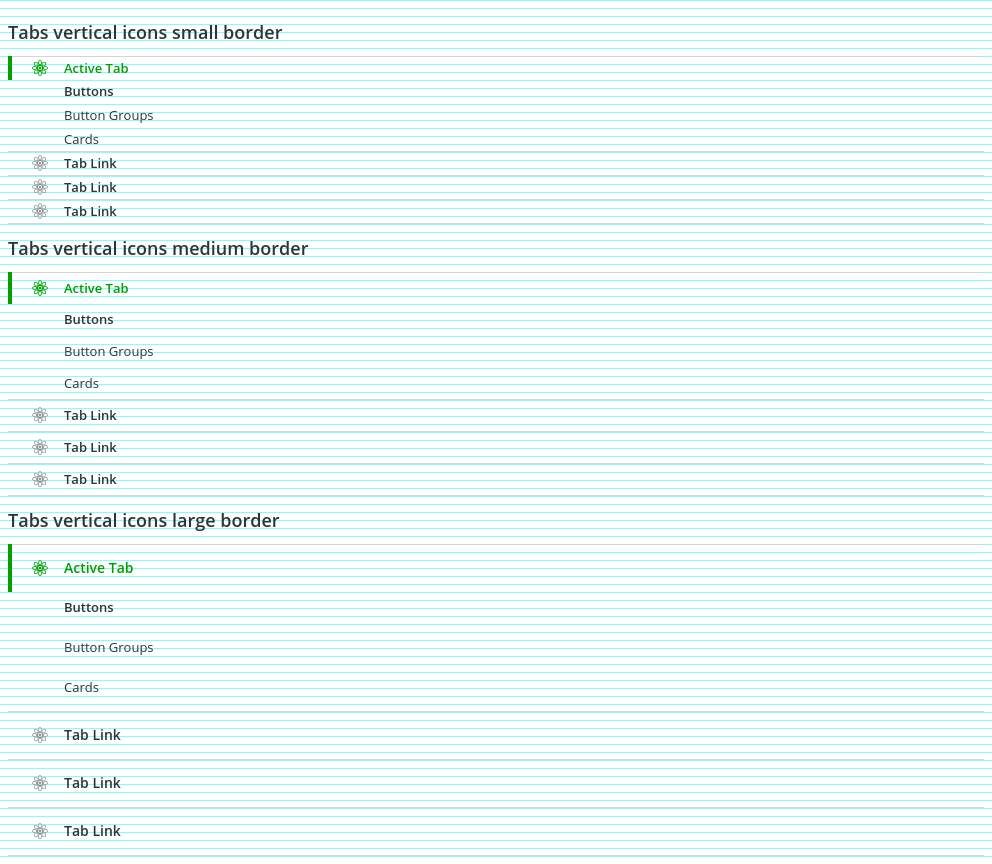 Tabs vertical icons small border
Active Tab
Buttons
Button Groups
Cards
Tab Link
Tab Link
Tab Link
Tabs vertical icons medium border
Active Tab
Buttons
Button Groups
Cards
Tab Link
Tab Link
Tab Link
Tabs vertical icons large border
Active Tab
Buttons
Button Groups
Cards
Tab Link
Tab Link
Tab Link